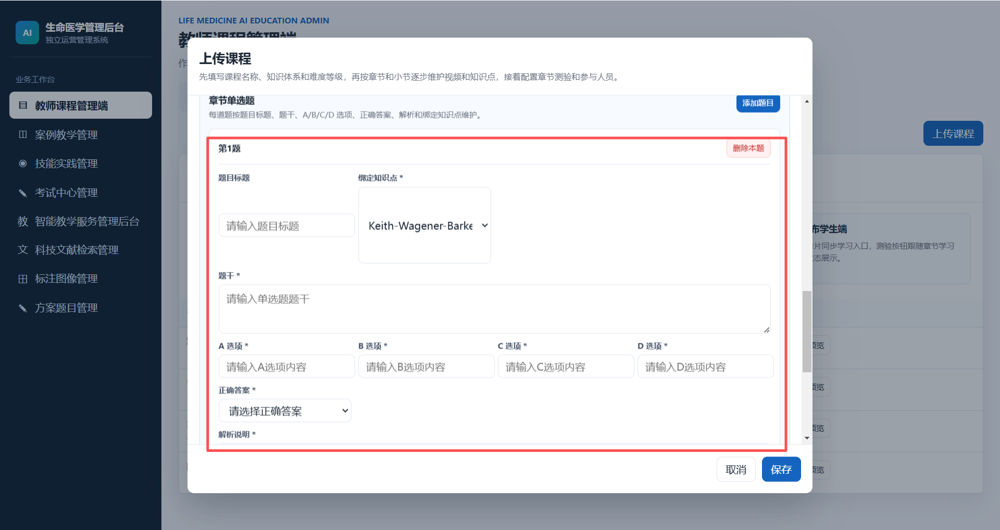 AI
生命医学管理后台
独立运营管理系统
业务工作台
教师课程管理端
案例教学管理
技能实践管理
考试中心管理
教 智能教学服务管理后台
文 科技文献检索管理
标注图像管理
方案题目管理
LIFE MEDICINE AI EDUCATION ADMIN
教师课程管理端
作
上传课程
上传课程
先填写课程名称、知识体系和难度等级，再按章节和小节逐步维护视频和知识点，接着配置章节测验和参与人员。
章节单选题
添加题目
每道题按题目标题、题干、A/B/C/D 选项、正确答案、解析和绑定知识点维护。
第1题
删除本题
题目标题
绑定知识点 *
请输入题目标题
Keith-Wagener-Barke
题干 *
请输入单选题题干
A 选项 *
B 选项 *
C 选项 *
D 选项 *
请输入A选项内容
请输入B选项内容
请输入C选项内容
请输入D选项内容
正确答案 *
请选择正确答案
解析说明 *
取消
保存
布学生端
片同步学习入口，测验按钮跟随章节学习
态展示。
预览
预览
预览
预览